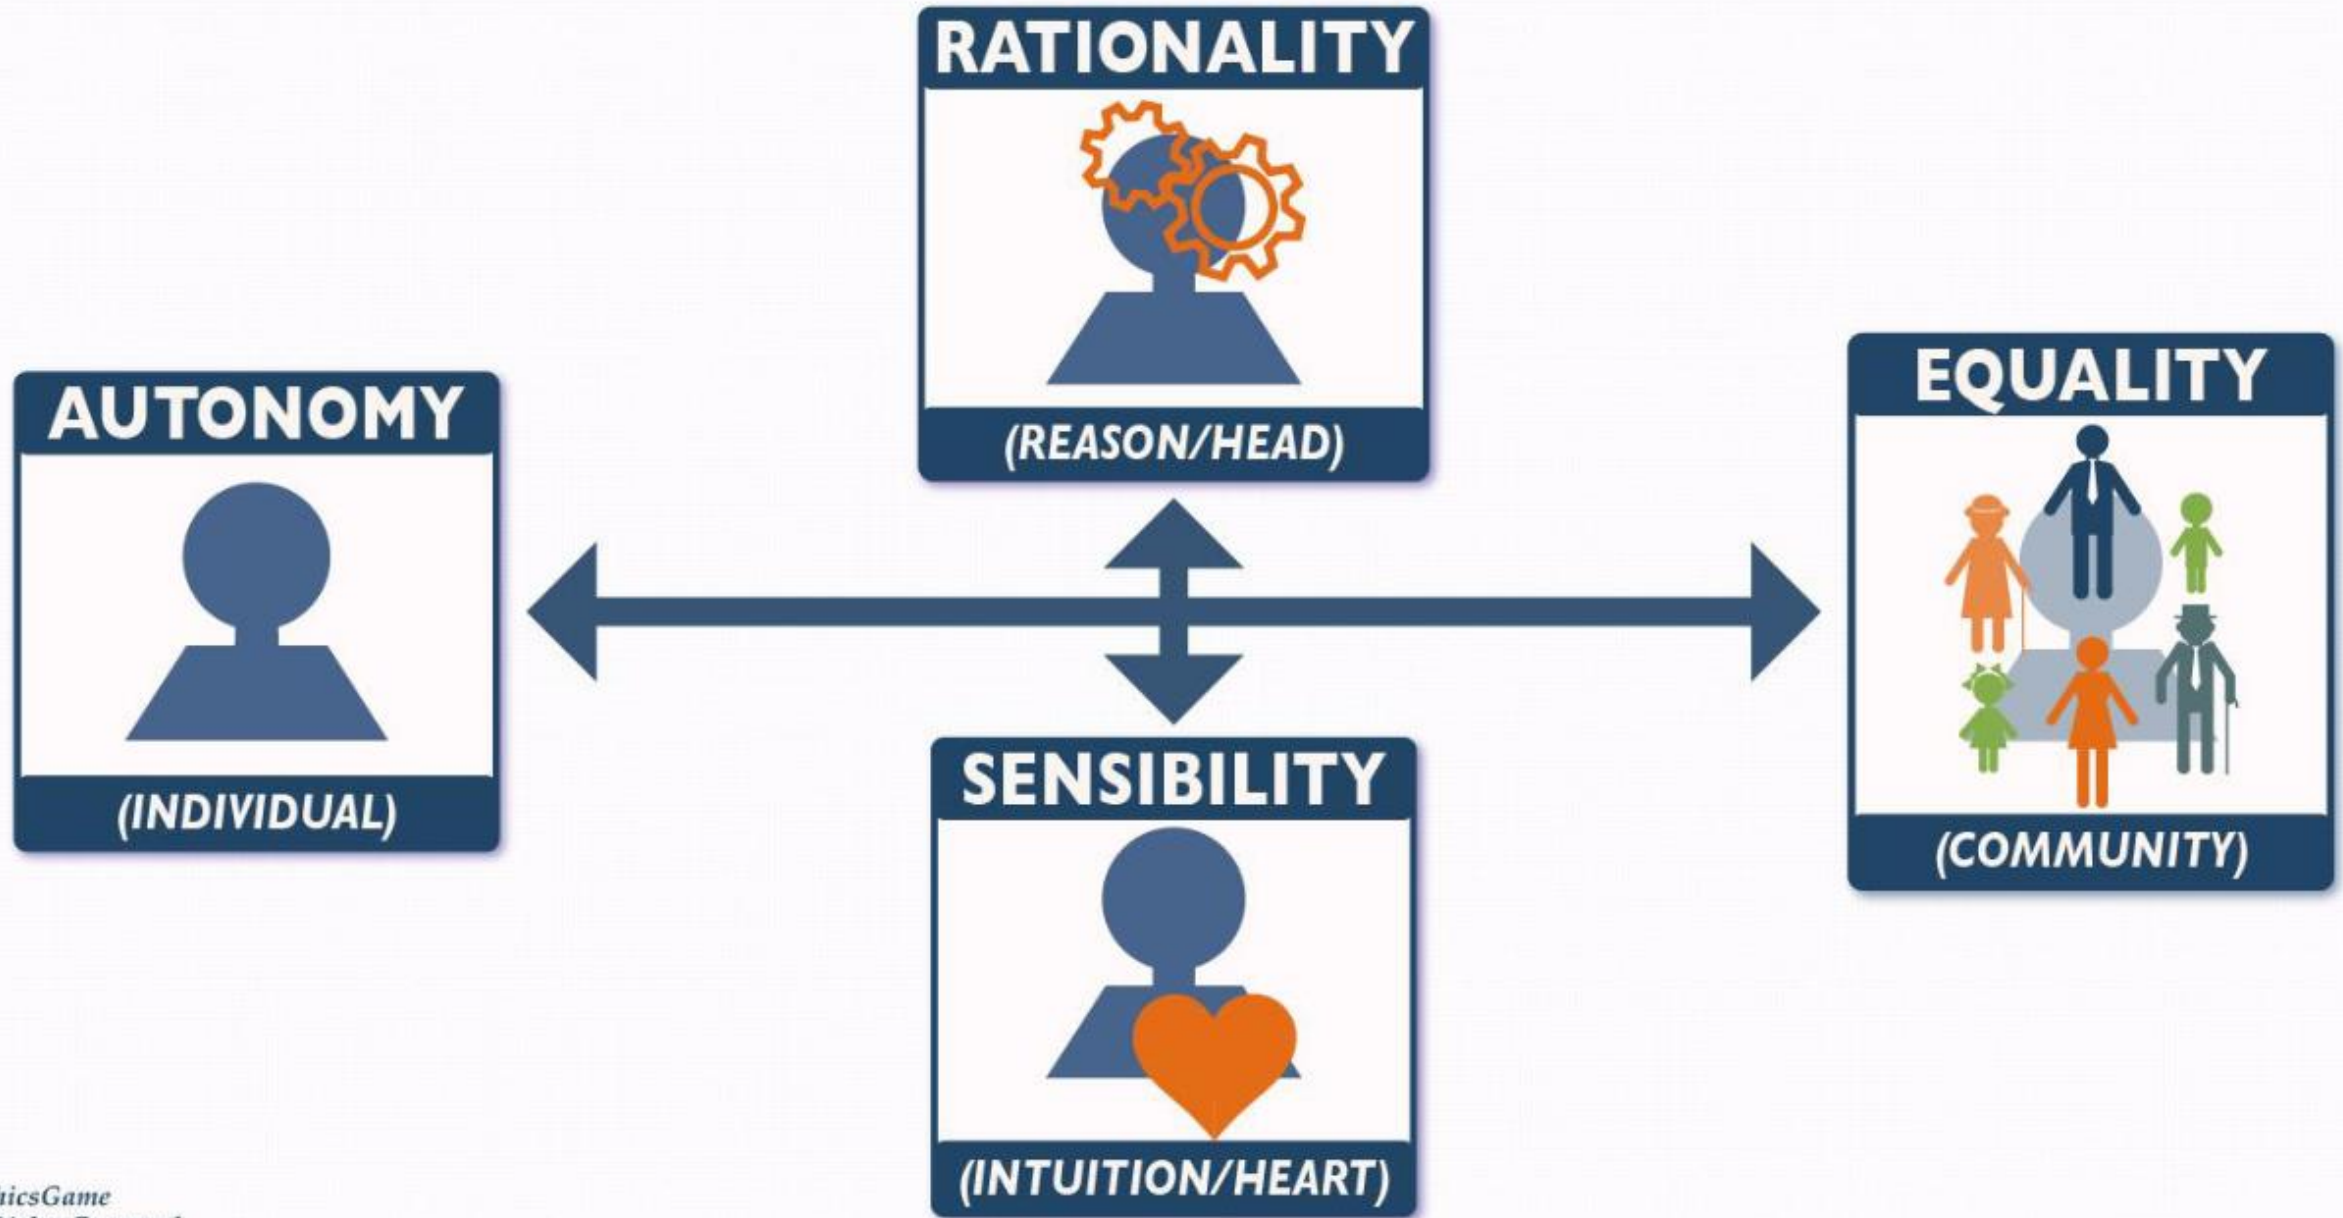 RATIONALITY
(REASON/HEAD)
AUTONOMY
(INDIVIDUAL)
EQUALITY
(COMMUNITY)
SENSIBILITY
(INTUITION/HEART)